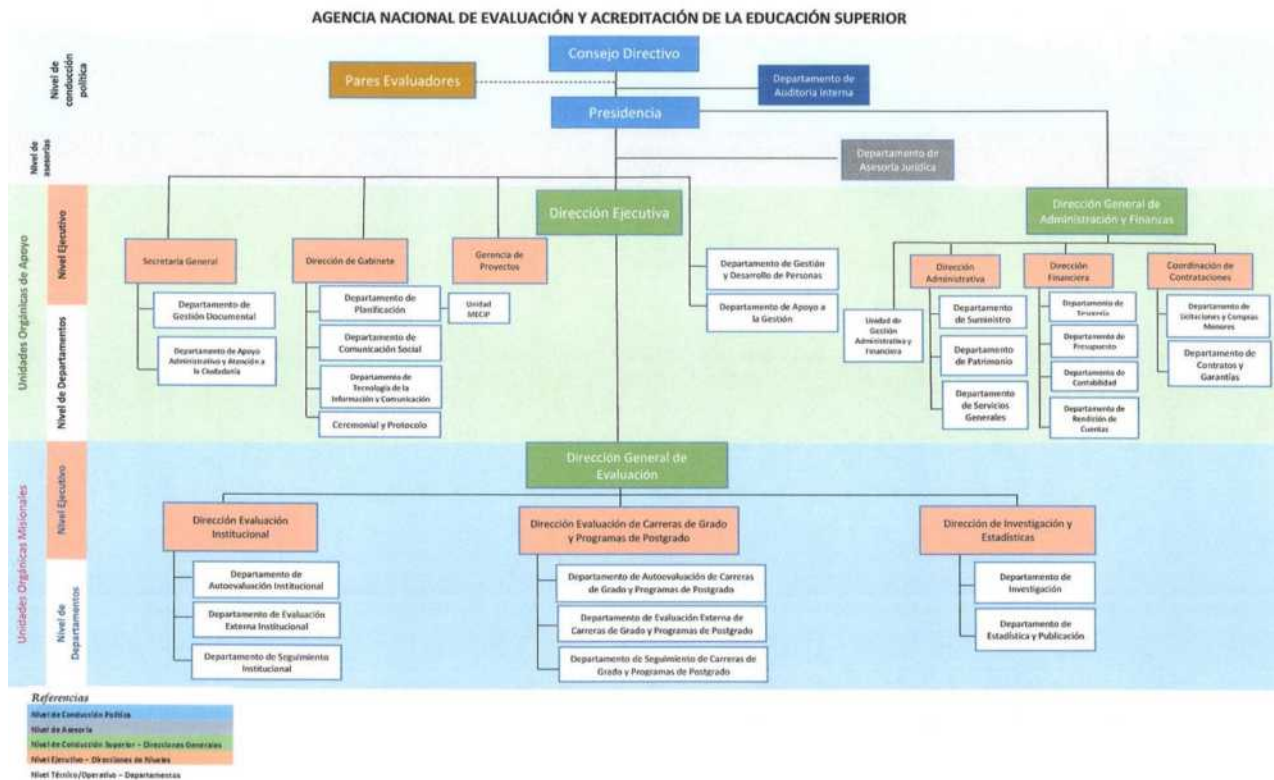 AGENCIA NACIONAL DE EVALUACIÓN Y ACREDITACIÓN DE LA EDUCACIÓN SUPERIOR
Nivel de
conducción
política
Consejo Directivo
Pares Evaluadores
Departamento de
Auditoría Interna
Presidencia
Nivel de
asesorías
Departamento de
Asesoría Jurídica
Unidades Orgánicas de Apoyo
Nivel Ejecutivo
Dirección Ejecutiva
Dirección General de
Administración y Finanzas
Secretaría General
Dirección de Gabinete
Gerencia de
Proyectos
Departamento de Gestión
y Desarrollo de Personas
Dirección
Administrativa
Dirección
Financiera
Coordinación de
Contrataciones
Nivel de Departamentos
Departamento de
Gestión Documental
Departamento de Apoyo
Administrativo y Atención a
la Ciudadanía
Departamento de
Planificación
Departamento de
Comunicación Social
Departamento de
Tecnología de la
Información y Comunicación
Ceremonial y Protocolo
Unidad
MECIP
Departamento de Apoyo a
la Gestión
Unidad de
Gestión
Administrativa y
Financiera
Departamento
de Suministro
Departamento
de Patrimonio
Departamento
de Servicios
Generales
Departamento de
Tesorería
Departamento de
Presupuesto
Departamento de
Contabilidad
Departamento de
Rendición de
Cuentas
Departamento de
Licitaciones y Compras
Menores
Departamento de
Contratos y
Garantías
Unidades Orgánicas Misionales
Nivel Ejecutivo
Dirección General de
Evaluación
Dirección Evaluación
Institucional
Dirección Evaluación de Carreras de Grado
y Programas de Postgrado
Dirección de Investigación y
Estadísticas
Nivel de
Departamentos
Departamento de
Autoevaluación Institucional
Departamento de Evaluación
Externa Institucional
Departamento de Seguimiento
Institucional
Departamento de Autoevaluación de Carreras
de Grado y Programas de Postgrado
Departamento de Evaluación Externa de
Carreras de Grado y Programas de Postgrado
Departamento de Seguimiento de Carreras de
Grado y Programas de Postgrado
Departamento de
Investigación
Departamento de
Estadística y Publicación
Referencias
Nivel de Conducción Política
Nivel de Asesoría
Nivel de Conducción Superior – Direcciones Generales
Nivel Ejecutivo – Direcciones de Niveles
Nivel Técnico/Operativo – Departamentos